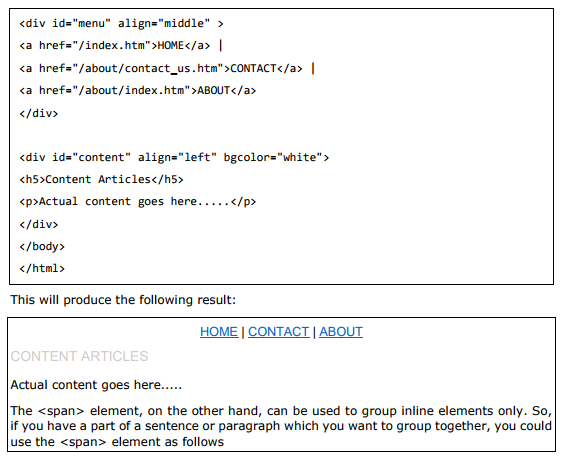 <div id="menu" align="middle" >
<a href="/index.htm">HOME</a> |
<a href="/about/contact_us.htm">CONTACT</a> |
<a href="/about/index.htm">ABOUT</a>
</div>
<div id="content" align="left" bgcolor="white">
<h5>Content Articles</h5>
<p>Actual content goes here.....</p>
</div>
</body>
</html>
This will produce the following result:
HOME | CONTACT | ABOUT
CONTENT ARTICLES
Actual content goes here.....
The <span> element, on the other hand, can be used to group inline elements only. So,
if you have a part of a sentence or paragraph which you want to group together, you could
use the <span> element as follows